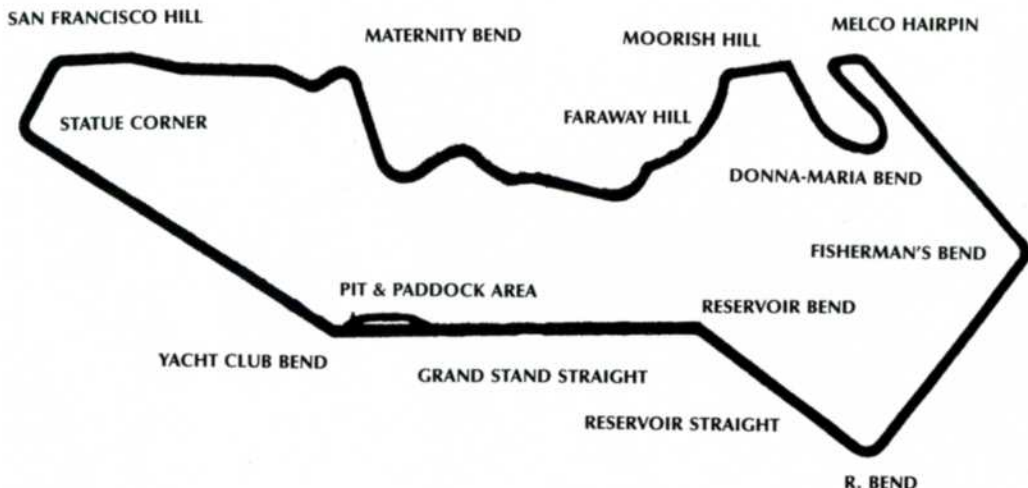 SAN FRANCISCO HILL
MATERNITY BEND
MOORISH HILL
MELCO HAIRPIN
STATUE CORNER
FARAWAY HILL
DONNA-MARIA BEND
FISHERMAN'S BEND
PIT & PADDOCK AREA
RESERVOIR BEND
YACHT CLUB BEND
GRAND STAND STRAIGHT
RESERVOIR STRAIGHT
R. BEND